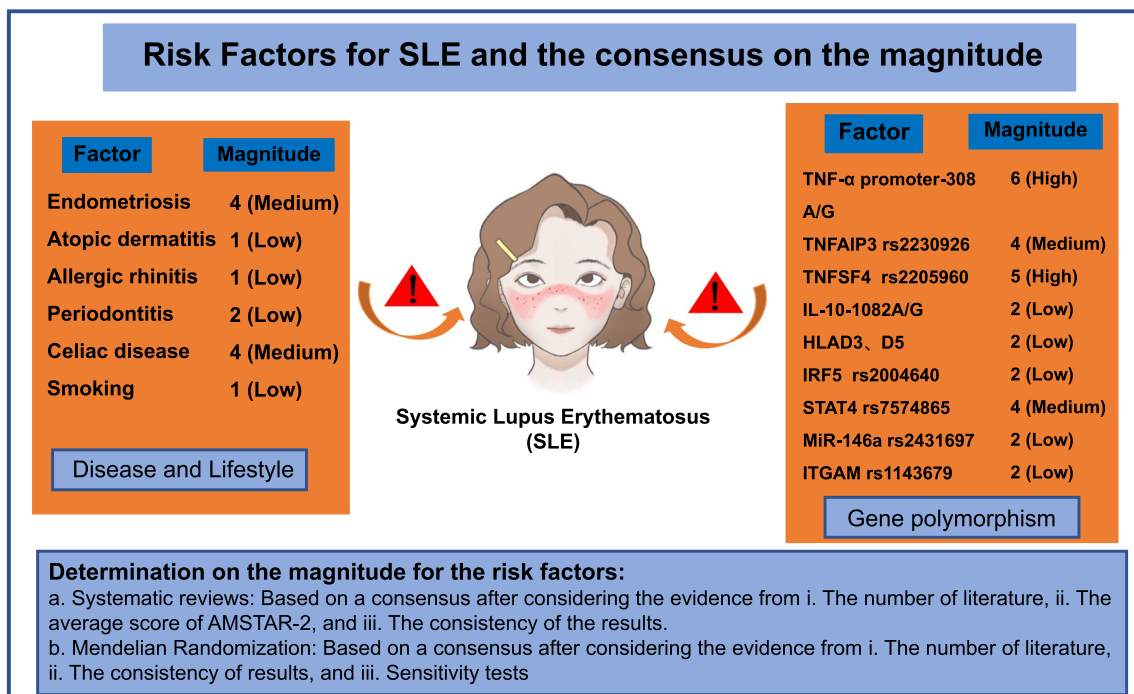 Risk Factors for SLE and the consensus on the magnitude
Factor Magnitude
Endometriosis 4 (Medium)
Atopic dermatitis 1 (Low)
Allergic rhinitis 1 (Low)
Periodontitis 2 (Low)
Celiac disease 4 (Medium)
Smoking 1 (Low)
Disease and Lifestyle
!
!
Systemic Lupus Erythematosus
(SLE)
Factor Magnitude
TNF-α promoter-308 6 (High)
A/G
TNFAIP3 rs2230926 4 (Medium)
TNFSF4 rs2205960 5 (High)
IL-10-1082A/G 2 (Low)
HLAD3、D5 2 (Low)
IRF5 rs2004640 2 (Low)
STAT4 rs7574865 4 (Medium)
MiR-146a rs2431697 2 (Low)
ITGAM rs1143679 2 (Low)
Gene polymorphism
Determination on the magnitude for the risk factors:
a. Systematic reviews: Based on a consensus after considering the evidence from i. The number of literature, ii. The
average score of AMSTAR-2, and iii. The consistency of the results.
b. Mendelian Randomization: Based on a consensus after considering the evidence from i. The number of literature,
ii. The consistency of results, and iii. Sensitivity tests